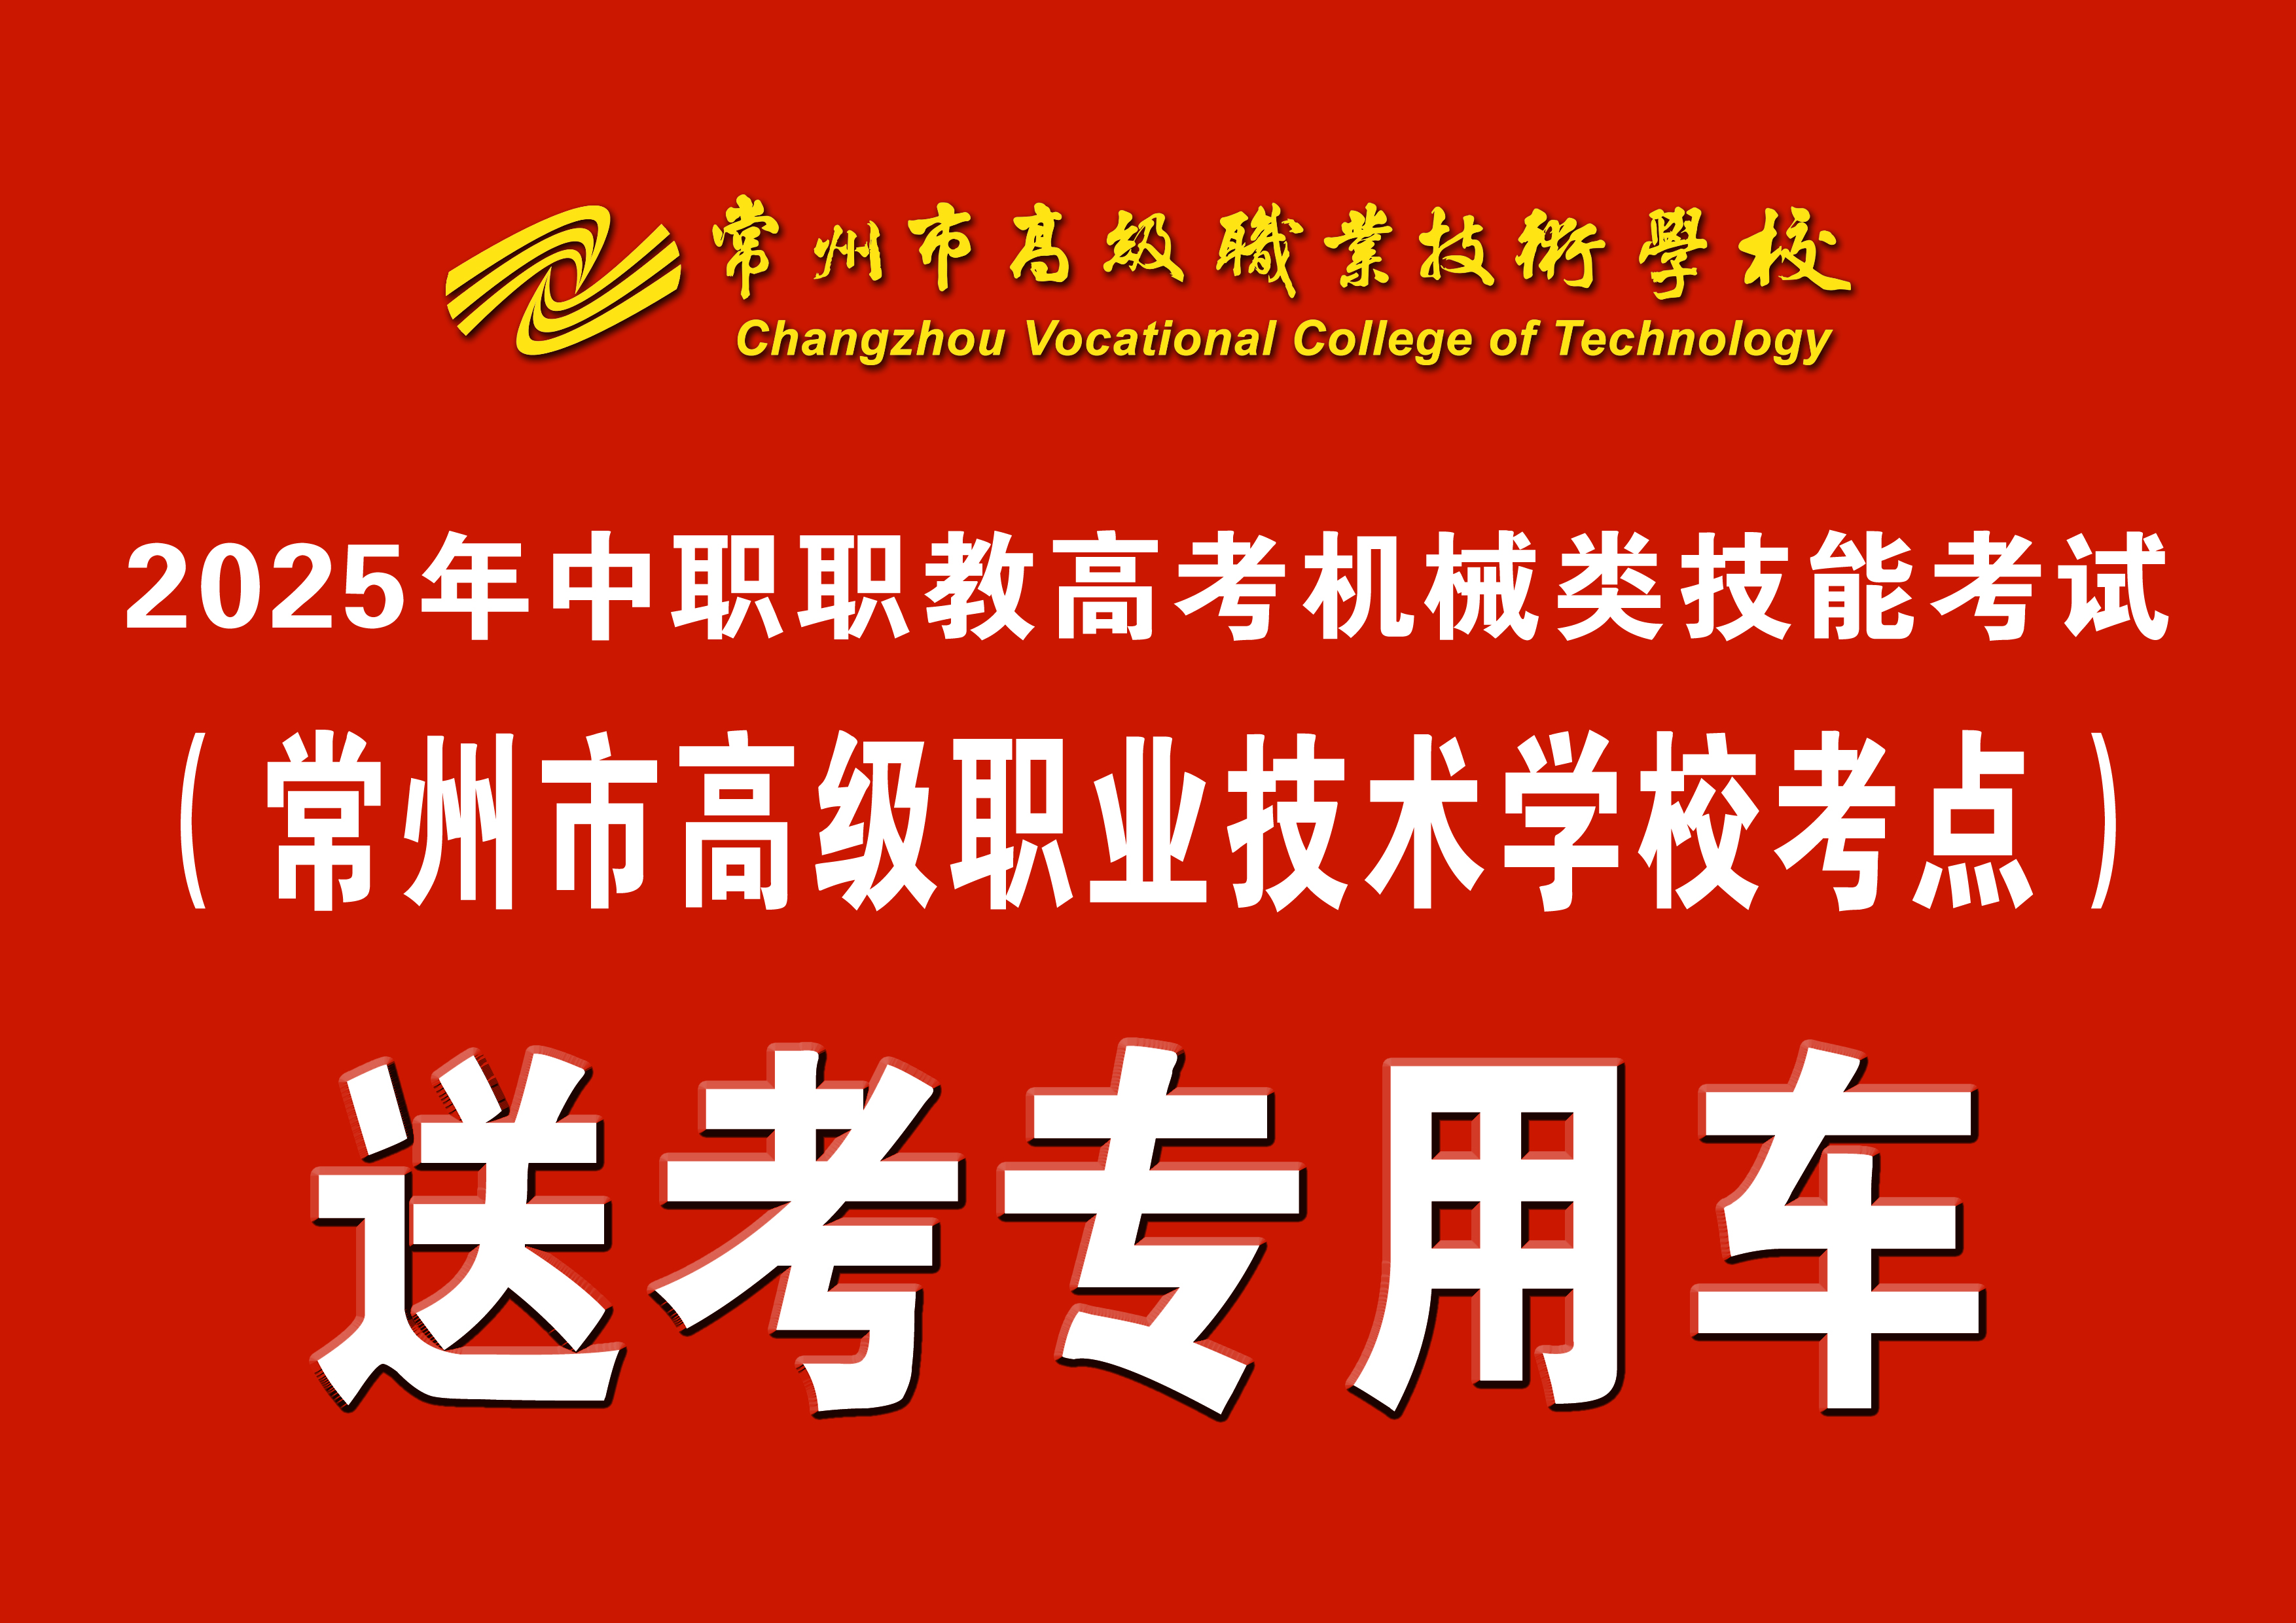 常州市高級職業技術學校
Changzhou Vocational College of Technology
2025年中职职教高考机械类技能考试
（常州市高级职业技术学校考点）
送考专用车